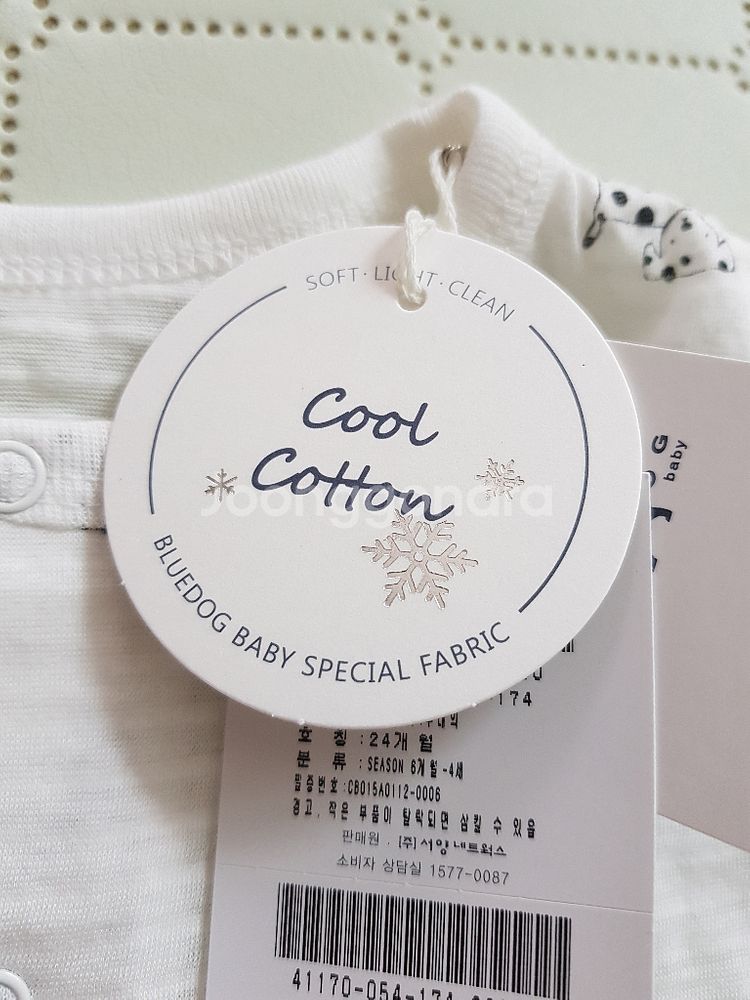 SOFT·LIGHT·CLEAN
Cool
Cotton
Joonggonara
BLUEDOG BABY SPECIAL FABRIC
baby
174
호 칭 :24개월
분 류 :SEASON 6개월-4세
인증번호:CB015A0112-0006
경고, 작은 부품이 탈락되면 삼킬 수 있음
판매원 . (주)서양네트웍스
소비자 상담실 1577-0087
41170-054-174